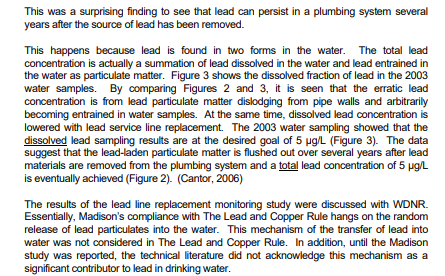 This was a surprising finding to see that lead can persist in a plumbing system several
years after the source of lead has been removed.
This happens because lead is found in two forms in the water. The total lead
concentration is actually a summation of lead dissolved in the water and lead entrained in
the water as particulate matter. Figure 3 shows the dissolved fraction of lead in the 2003
water samples. By comparing Figures 2 and 3, it is seen that the erratic lead
concentration is from lead particulate matter dislodging from pipe walls and arbitrarily
becoming entrained in water samples. At the same time, dissolved lead concentration is
lowered with lead service line replacement. The 2003 water sampling showed that the
dissolved lead sampling results are at the desired goal of 5 µg/L (Figure 3). The data
suggest that the lead-laden particulate matter is flushed out over several years after lead
materials are removed from the plumbing system and a total lead concentration of 5 µg/L
is eventually achieved (Figure 2). (Cantor, 2006)
The results of the lead line replacement monitoring study were discussed with WDNR.
Essentially, Madison's compliance with The Lead and Copper Rule hangs on the random
release of lead particulates into the water. This mechanism of the transfer of lead into
water was not considered in The Lead and Copper Rule. In addition, until the Madison
study was reported, the technical literature did not acknowledge this mechanism as a
significant contributor to lead in drinking water.